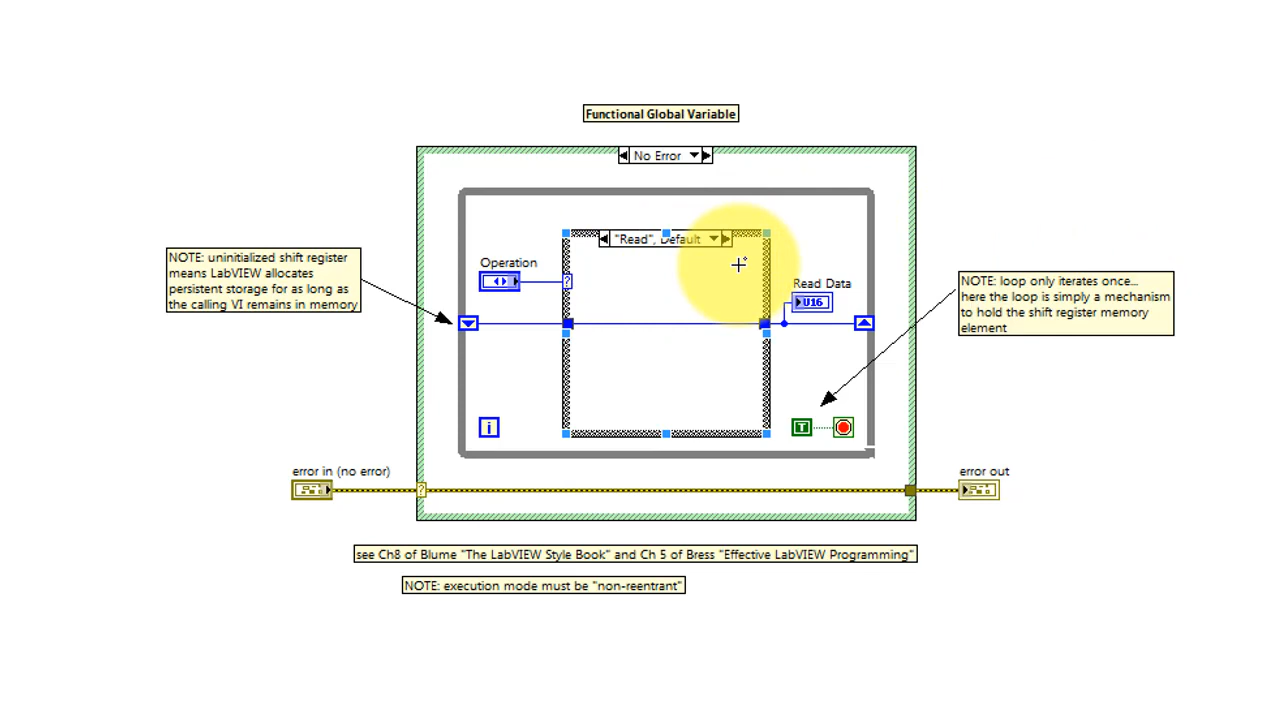 Functional Global Variable
No Error
"Read", Default
NOTE: uninitialized shift register
means LabVIEW allocates
persistent storage for as long as
the calling VI remains in memory
Operation
?
Read Data
U16
NOTE: loop only iterates once...
here the loop is simply a mechanism
to hold the shift register memory
element
i
T
error in (no error)
?
error out
see Ch8 of Blume "The LabVIEW Style Book" and Ch 5 of Bress "Effective LabVIEW Programming"
NOTE: execution mode must be "non-reentrant"